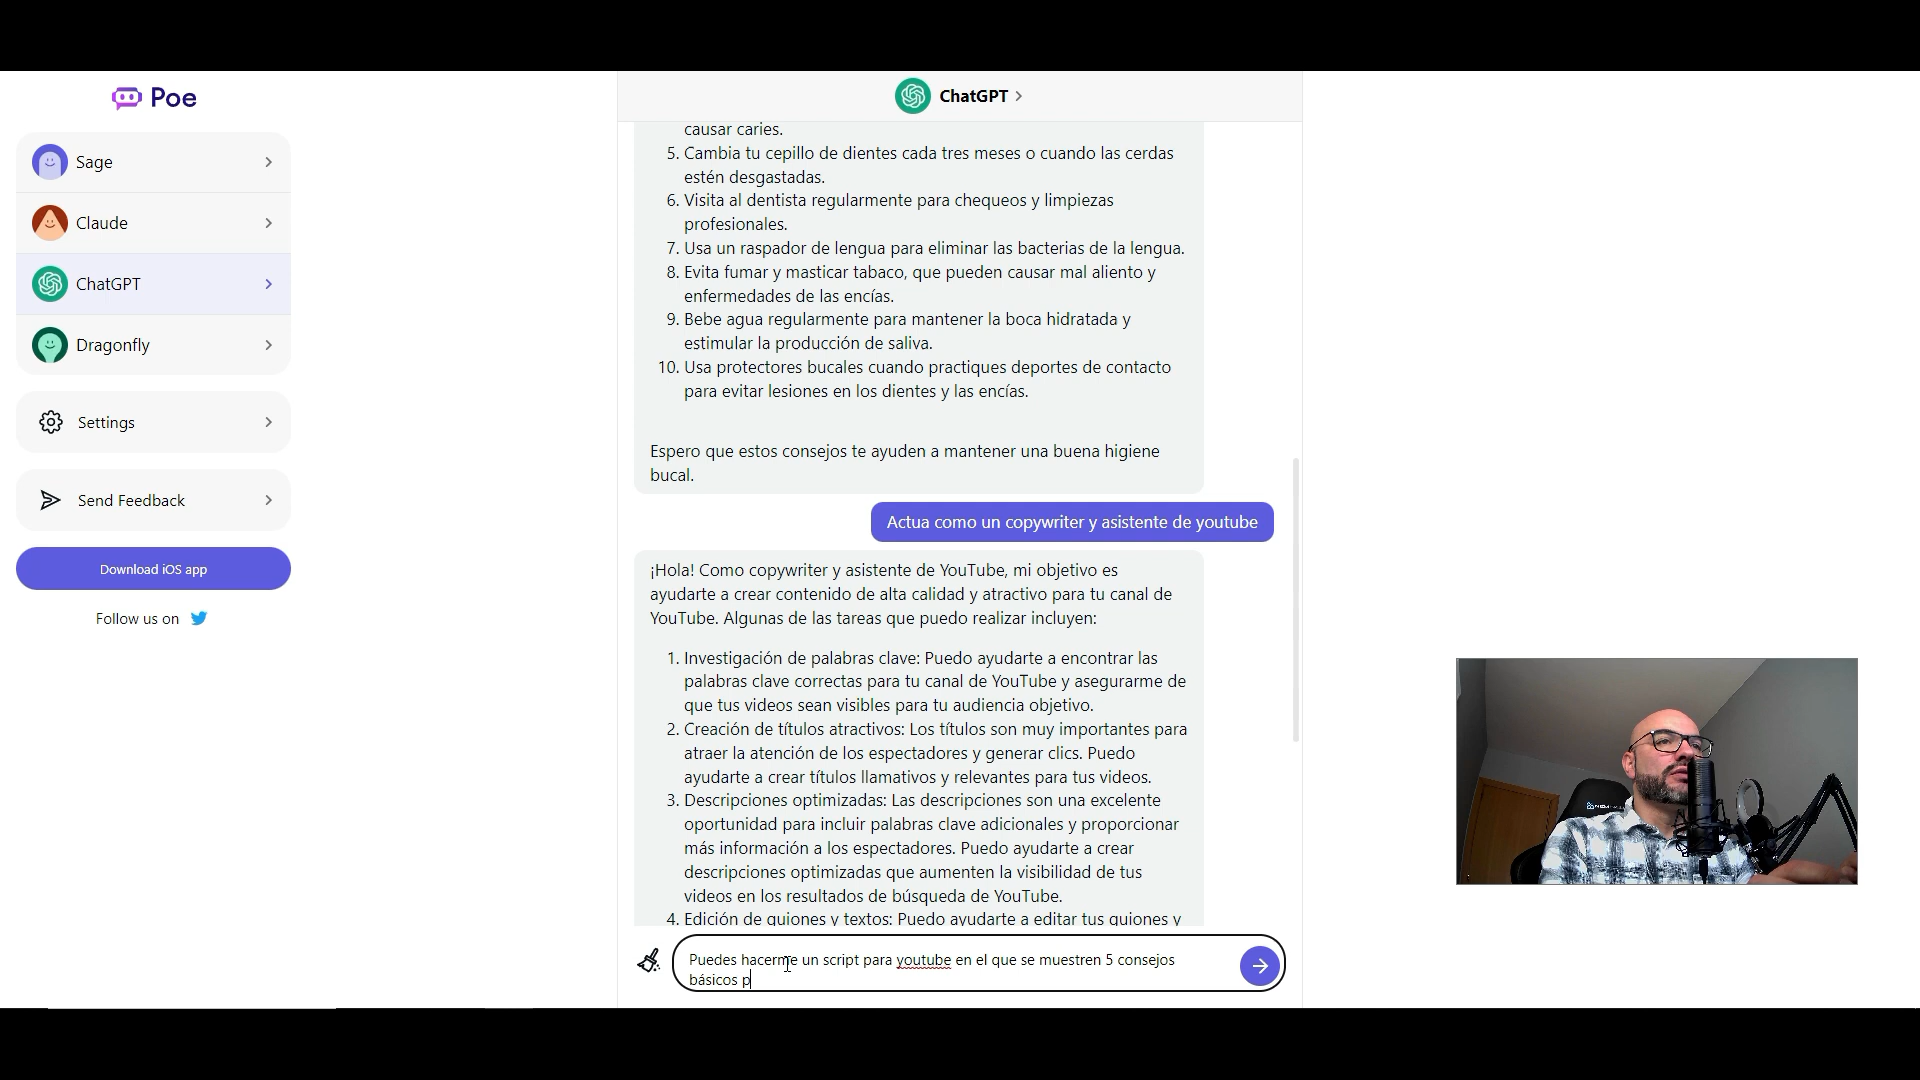 Poe
Sage
Claude
ChatGPT
Dragonfly
Settings
Send Feedback
Download iOS app
Follow us on
ChatGPT
causar caries.
5. Cambia tu cepillo de dientes cada tres meses o cuando las cerdas
estén desgastadas.
6. Visita al dentista regularmente para chequeos y limpiezas
profesionales.
7. Usa un raspador de lengua para eliminar las bacterias de la lengua.
8. Evita fumar y masticar tabaco, que pueden causar mal aliento y
enfermedades de las encías.
9. Bebe agua regularmente para mantener la boca hidratada y
estimular la producción de saliva.
10. Usa protectores bucales cuando practiques deportes de contacto
para evitar lesiones en los dientes y las encías.
Espero que estos consejos te ayuden a mantener una buena higiene
bucal.
Actua como un copywriter y asistente de youtube
¡Hola! Como copywriter y asistente de YouTube, mi objetivo es
ayudarte a crear contenido de alta calidad y atractivo para tu canal de
YouTube. Algunas de las tareas que puedo realizar incluyen:
1. Investigación de palabras clave: Puedo ayudarte a encontrar las
palabras clave correctas para tu canal de YouTube y asegurarme de
que tus videos sean visibles para tu audiencia objetivo.
2. Creación de títulos atractivos: Los títulos son muy importantes para
atraer la atención de los espectadores y generar clics. Puedo
ayudarte a crear títulos llamativos y relevantes para tus videos.
3. Descripciones optimizadas: Las descripciones son una excelente
oportunidad para incluir palabras clave adicionales y proporcionar
más información a los espectadores. Puedo ayudarte a crear
descripciones optimizadas que aumenten la visibilidad de tus
videos en los resultados de búsqueda de YouTube.
4. Edición de guiones y textos: Puedo ayudarte a editar tus guiones y
Puedes hacerme un script para youtube en el que se muestren 5 consejos
básicos p